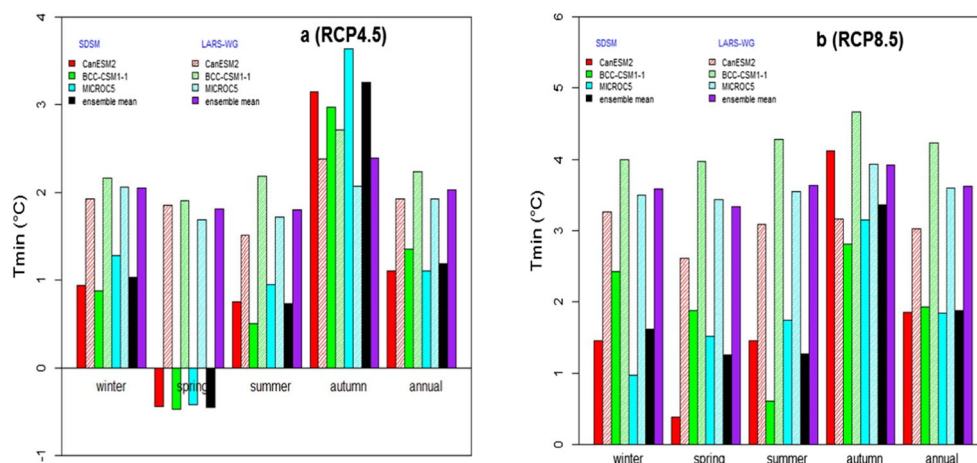 a (RCP4.5)
SDSM LARS-WG
CanESM2 CanESM2
BCC-CSM1-1 BCC-CSM1-1
MICROC5 MICROC5
ensemble mean ensemble mean
Tmin (°C)
4
3
2
1
0
-1
winter spring summer autumn annual
b (RCP8.5)
SDSM LARS-WG
CanESM2 CanESM2
BCC-CSM1-1 BCC-CSM1-1
MICROC5 MICROC5
ensemble mean ensemble mean
Tmin (°C)
6
5
4
3
2
1
0
winter spring summer autumn annual